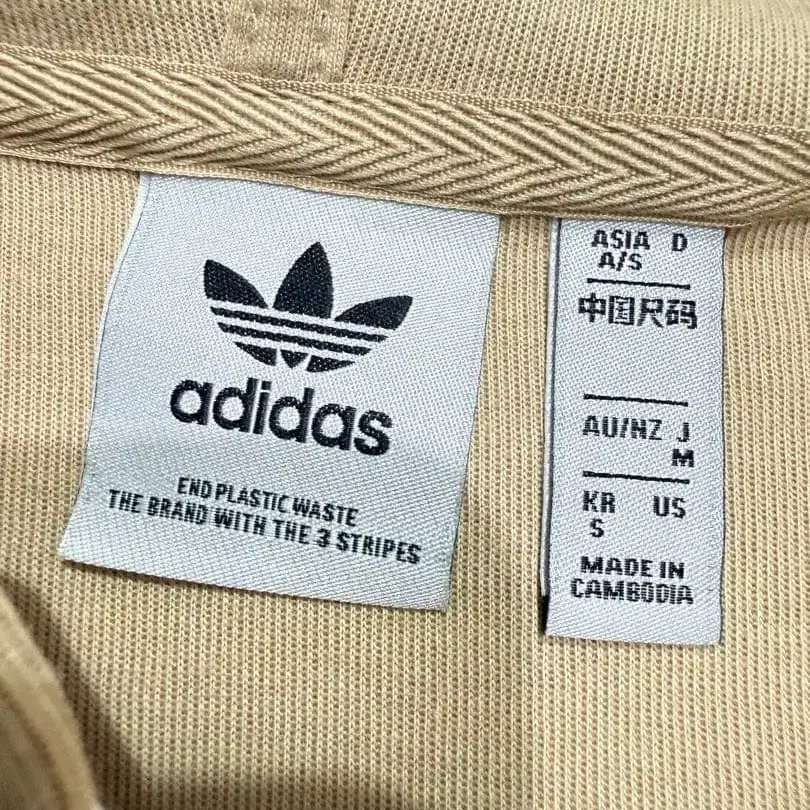 adidas
END PLASTIC WASTE
THE BRAND WITH THE 3 STRIPES
ASIA D
A/S
中国尺码
AU/NZ J
M
KR US
S
MADE IN
CAMBODIA